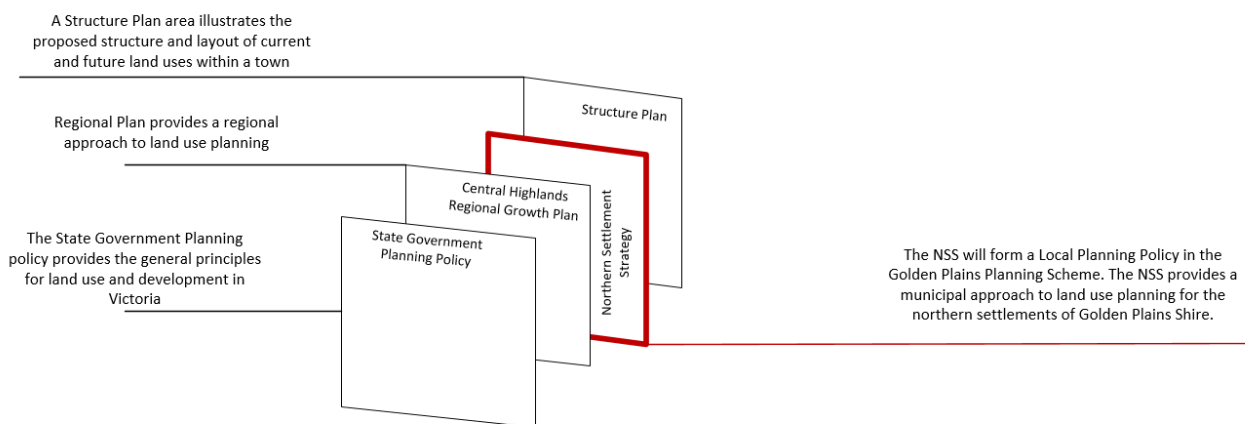 A Structure Plan area illustrates the
proposed structure and layout of current
and future land uses within a town
Structure Plan
Regional Plan provides a regional
approach to land use planning
Central Highlands
Regional Growth Plan
Northern Settlement
Strategy
The State Government Planning
policy provides the general principles
for land use and development in
Victoria
State Government
Planning Policy
The NSS will form a Local Planning Policy in the
Golden Plains Planning Scheme. The NSS provides a
municipal approach to land use planning for the
northern settlements of Golden Plains Shire.